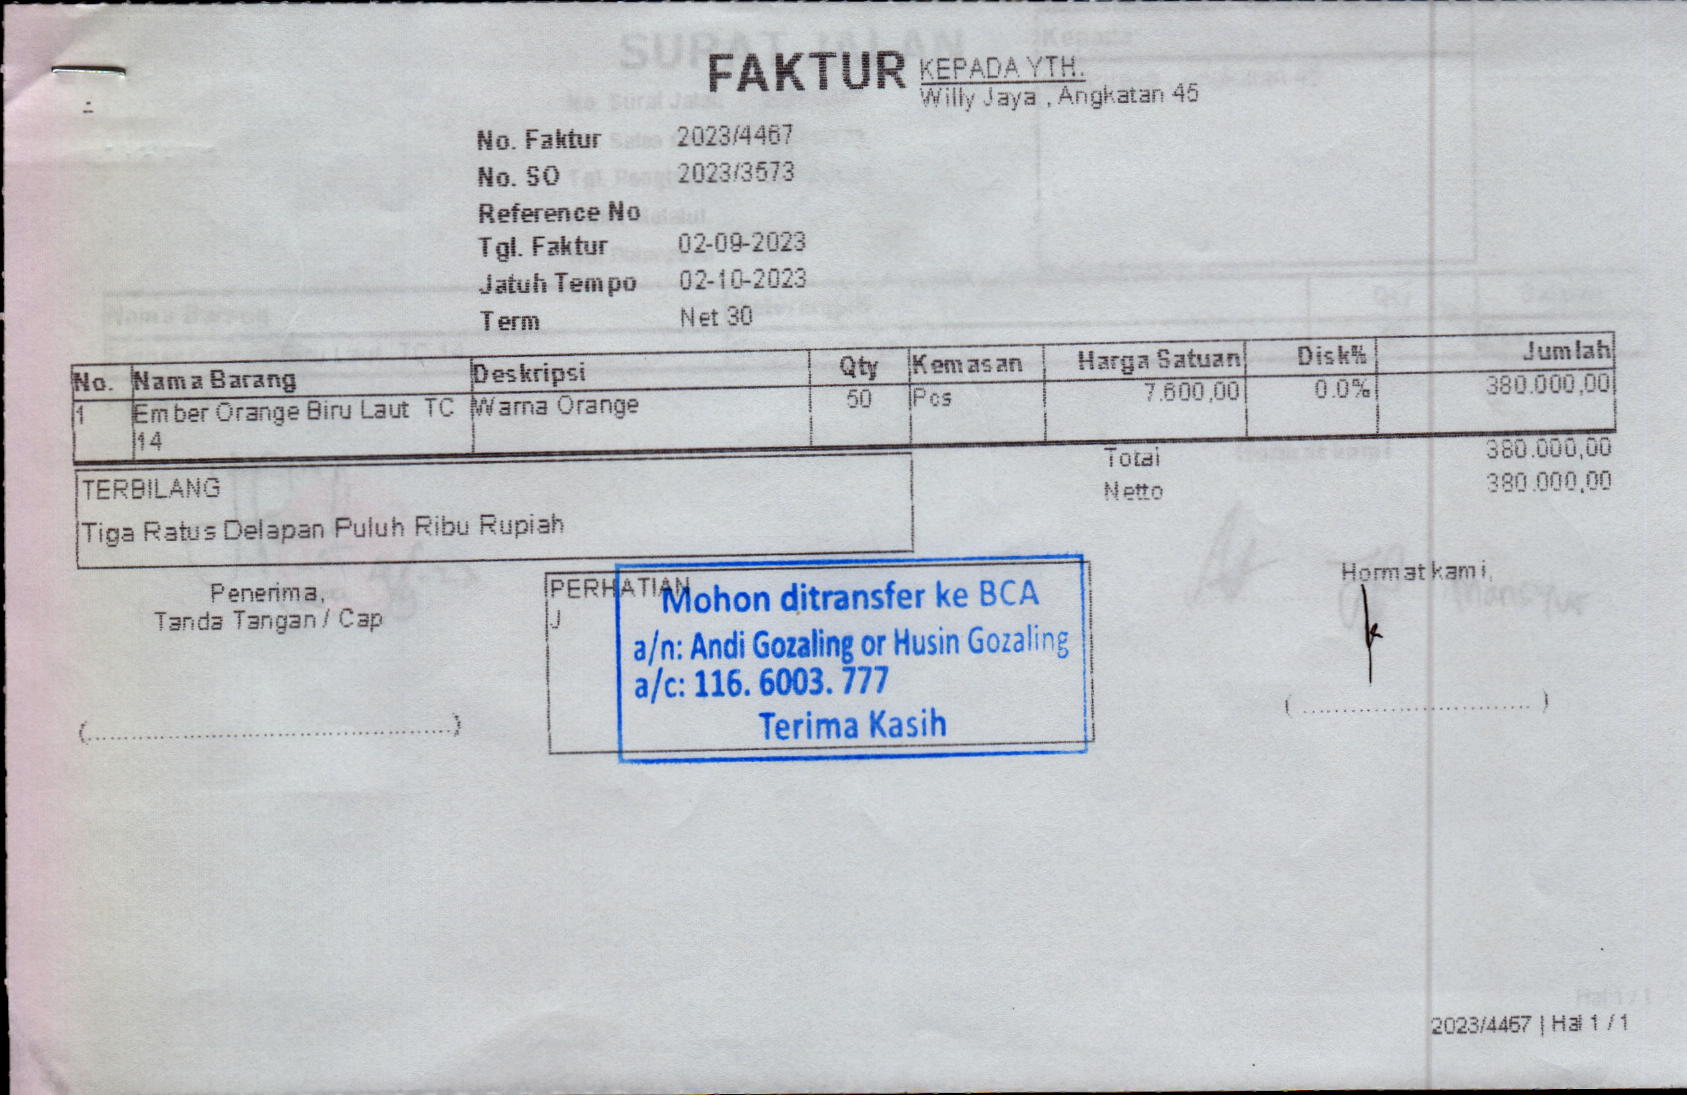 FAKTUR
KEPADA YTH.
Willy Jaya , Angkatan 45
No. Faktur 2023/4467
No. SO 2023/3573
Reference No
Tgl. Faktur 02-09-2023
Jatuh Tempo 02-10-2023
Term Net 30
No. Nama Barang Deskripsi Qty Kemasan Harga Satuan Disk% Jumlah
1 Ember Orange Biru Laut TC 14 Warna Orange 50 Pcs 7.600,00 0.0% 380.000,00
Total 380.000,00
Netto 380.000,00
TERBILANG
Tiga Ratus Delapan Puluh Ribu Rupiah
Penerima,
Tanda Tangan / Cap
(..............................................)
PERHATIAN
J
Mohon ditransfer ke BCA
a/n: Andi Gozaling or Husin Gozaling
a/c: 116. 6003. 777
Terima Kasih
Hormat kami,
( .............................. )
2023/4467 | Hal 1 / 1